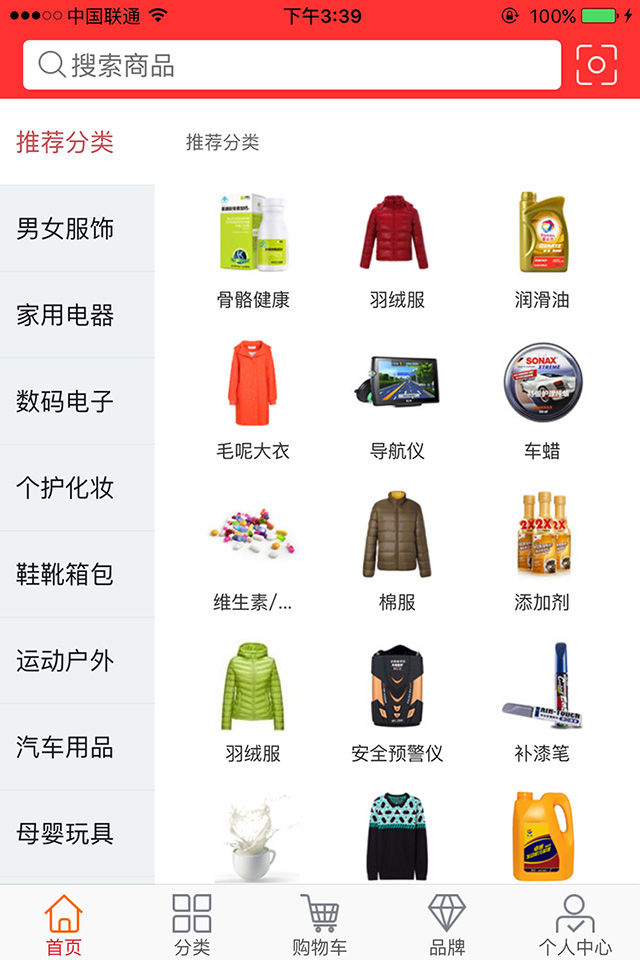 中国联通
下午3:39
100%
搜索商品
推荐分类
推荐分类
男女服饰
家用电器
数码电子
个护化妆
鞋靴箱包
运动户外
汽车用品
母婴玩具
骨骼健康
羽绒服
润滑油
毛呢大衣
导航仪
SONAX
XTREME
车蜡
维生素/...
棉服
2X
2X
2X
添加剂
羽绒服
安全预警仪
补漆笔
首页
分类
购物车
品牌
个人中心